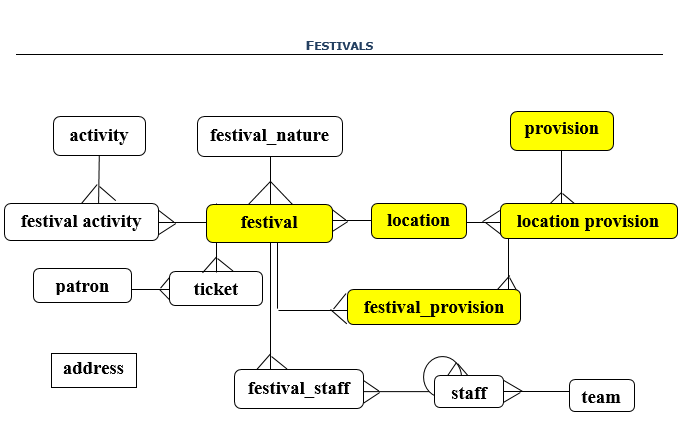 FESTIVALS
activity
festival_nature
provision
festival activity
festival
location
location provision
patron
ticket
festival_provision
address
festival_staff
staff
team